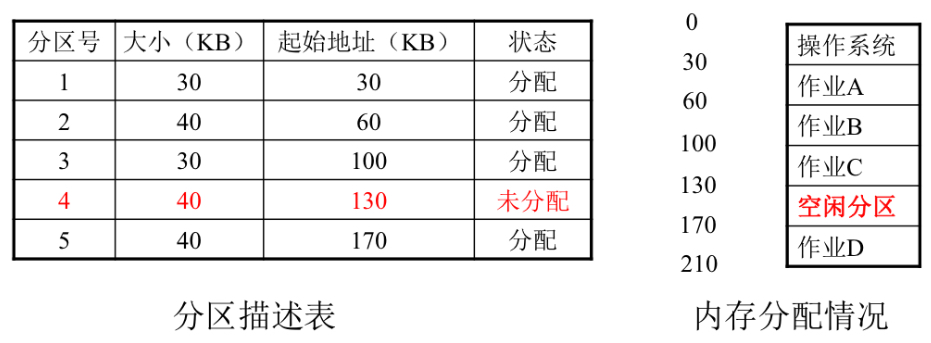 分区号 大小（KB） 起始地址（KB） 状态
1 30 30 分配
2 40 60 分配
3 30 100 分配
4 40 130 未分配
5 40 170 分配
分区描述表
0
30
60
100
130
170
210
操作系统
作业A
作业B
作业C
空闲分区
作业D
内存分配情况